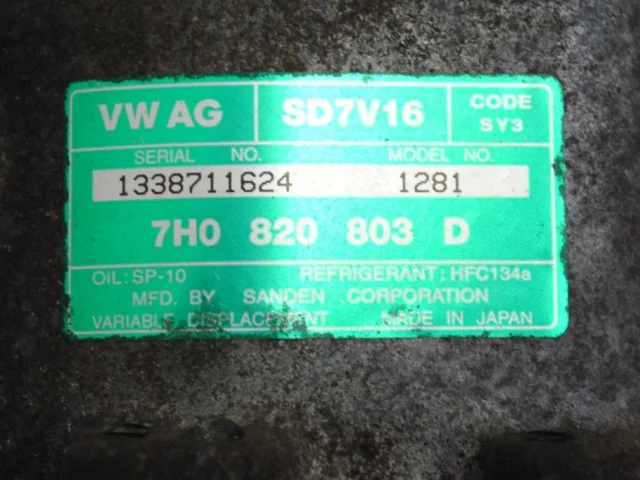 VW AG SD7V16 CODE SY3
SERIAL NO. MODEL NO.
1338711624 1281
7H0 820 803 D
OiL: SP-10 REFRIGERANT: HFC134a
MFD. BY SANDEN CORPORATION
VARIABLE DISPLACEMENT MADE IN JAPAN